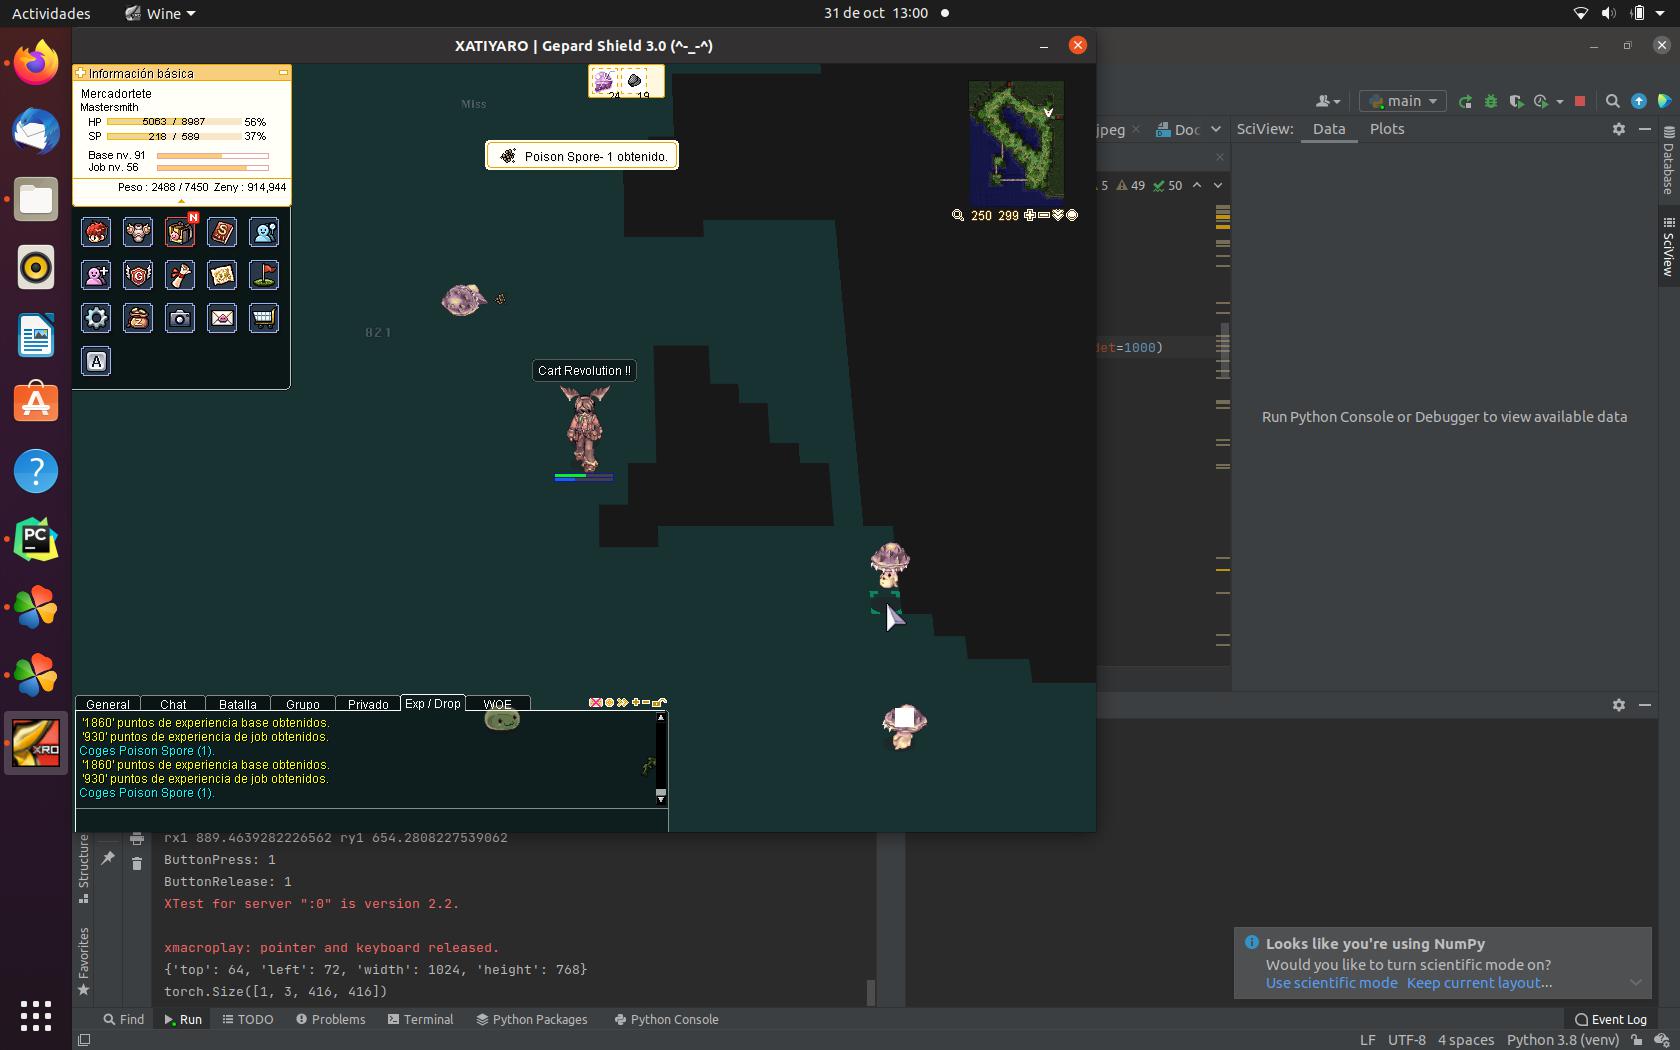 Actividades
Wine
31 de oct 13:00
XATIYARO | Gepard Shield 3.0 (^-_-^)
Información básica
Mercadortete
Mastersmith
HP 5063 / 8987 56%
SP 218 / 589 37%
Base nv. 91
Job nv. 56
Peso : 2488 / 7450 Zeny : 914,944
N
S
G
A
24 19
Miss
Poison Spore- 1 obtenido.
250 299
821
Cart Revolution !!
main
jpeg
Doc
SciView:
Data
Plots
5
49
50
det=1000)
Run Python Console or Debugger to view available data
Database
SciView
General
Chat
Batalla
Grupo
Privado
Exp / Drop
WOE
'1860' puntos de experiencia base obtenidos.
'930' puntos de experiencia de job obtenidos.
Coges Poison Spore (1).
'1860' puntos de experiencia base obtenidos.
'930' puntos de experiencia de job obtenidos.
Coges Poison Spore (1).
PC
XRO
Structure
Favorites
rx1 889.4639282226562 ry1 654.2808227539062
ButtonPress: 1
ButtonRelease: 1
XTest for server ":0" is version 2.2.
xmacroplay: pointer and keyboard released.
{'top': 64, 'left': 72, 'width': 1024, 'height': 768}
torch.Size([1, 3, 416, 416])
Looks like you're using NumPy
Would you like to turn scientific mode on?
Use scientific mode Keep current layout...
Find
Run
TODO
Problems
Terminal
Python Packages
Python Console
Event Log
LF UTF-8 4 spaces Python 3.8 (venv)